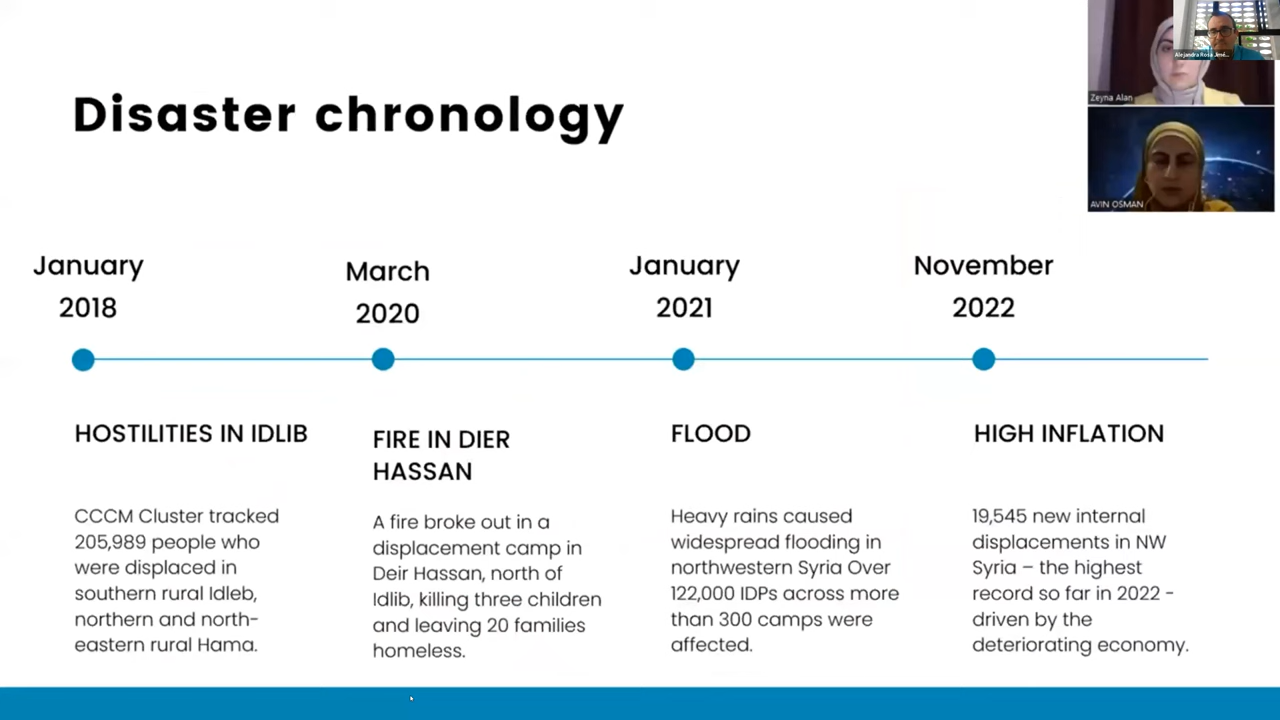 Disaster chronology
Alejandra Rosa Jimé...
Zeyna Alan
AVIN OSMAN
January
2018
March
2020
January
2021
November
2022
HOSTILITIES IN IDLIB
FIRE IN DIER
HASSAN
FLOOD
HIGH INFLATION
CCCM Cluster tracked
205,989 people who
were displaced in
southern rural Idleb,
northern and north-
eastern rural Hama.
A fire broke out in a
displacement camp in
Deir Hassan, north of
Idlib, killing three children
and leaving 20 families
homeless.
Heavy rains caused
widespread flooding in
northwestern Syria Over
122,000 IDPs across more
than 300 camps were
affected.
19,545 new internal
displacements in NW
Syria – the highest
record so far in 2022 -
driven by the
deteriorating economy.